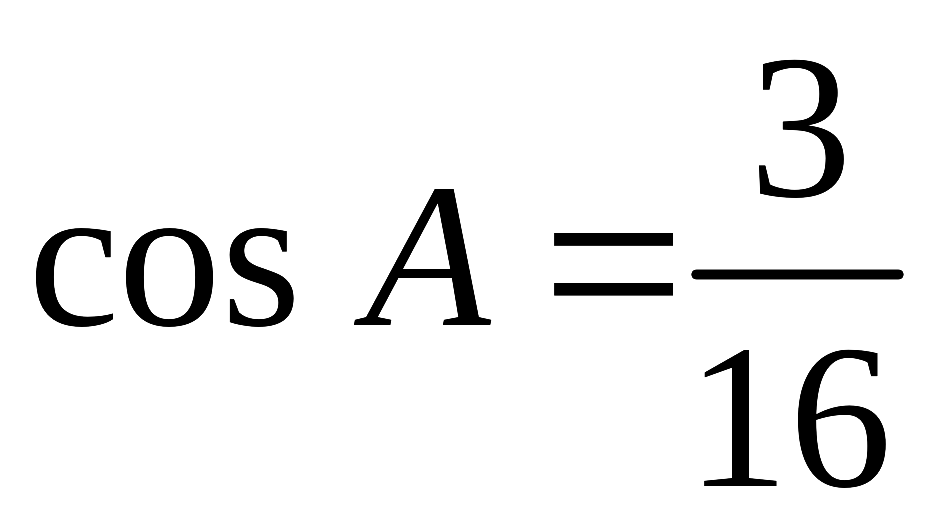 cos A = 3/16